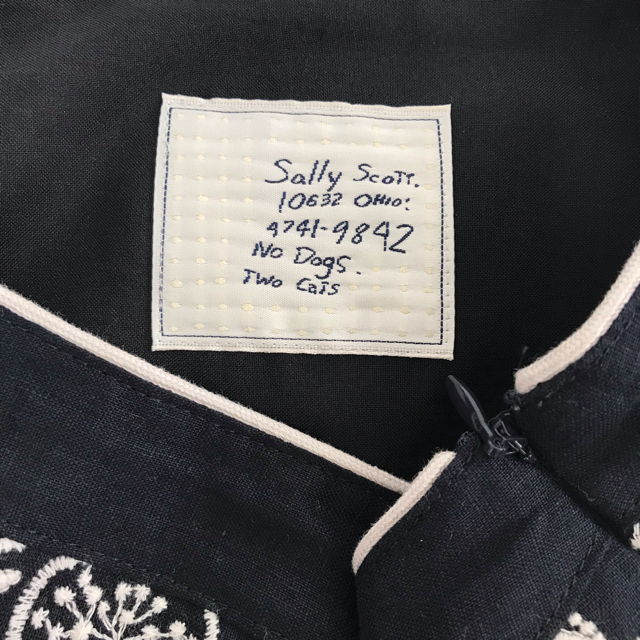 Sally Scott.
10632 OHIO:
4741-9842
No Dogs.
Two Cats